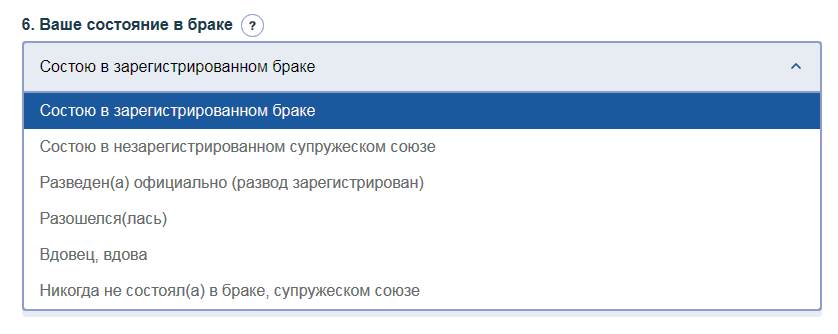 6. Ваше состояние в браке ?
Состою в зарегистрированном браке
Состою в зарегистрированном браке
Состою в незарегистрированном супружеском союзе
Разведен(а) официально (развод зарегистрирован)
Разошелся(лась)
Вдовец, вдова
Никогда не состоял(а) в браке, супружеском союзе